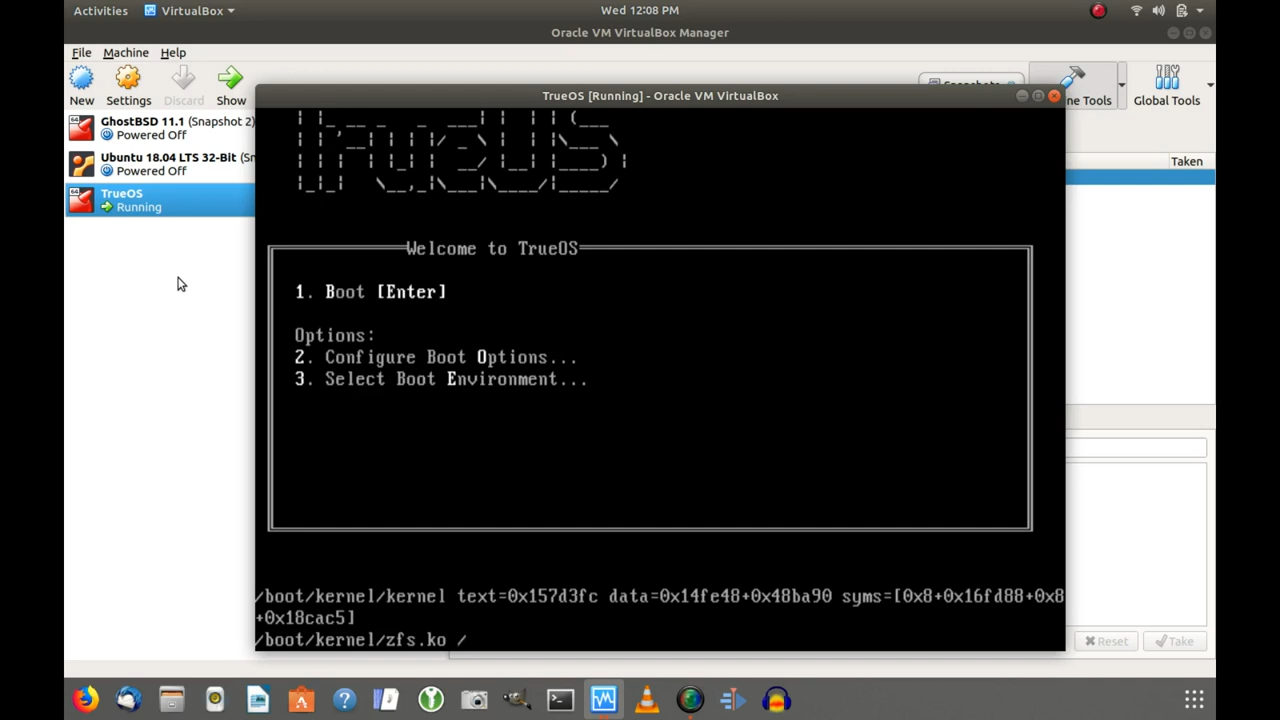 Activities VirtualBox Wed 12:08 PM
Oracle VM VirtualBox Manager
File Machine Help
New Settings Discard Show Tools Global Tools
TrueOS [Running] - Oracle VM VirtualBox
GhostBSD 11.1 (Snapshot 2)
Powered Off
Ubuntu 18.04 LTS 32-Bit
Powered Off
Taken
TrueOS
Running
TrueOS
Welcome to TrueOS
1. Boot [Enter]
Options:
2. Configure Boot Options...
3. Select Boot Environment...
/boot/kernel/kernel text=0x157d3fc data=0x14fe48+0x48ba90 syms=[0x8+0x16fd88+0x8
+0x18cac5]
/boot/kernel/zfs.ko /
Reset Take